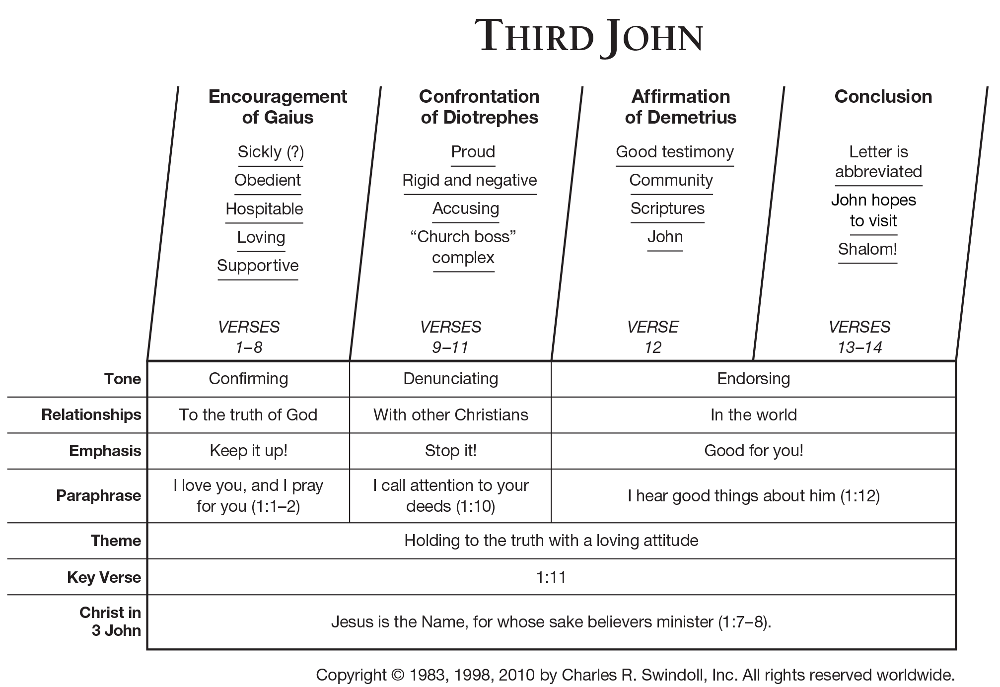 THIRD JOHN
Encouragement
of Gaius
Sickly (?)
Obedient
Hospitable
Loving
Supportive
VERSES
1–8
Confrontation
of Diotrephes
Proud
Rigid and negative
Accusing
“Church boss”
complex
VERSES
9–11
Affirmation
of Demetrius
Good testimony
Community
Scriptures
John
VERSE
12
Conclusion
Letter is
abbreviated
John hopes
to visit
Shalom!
VERSES
13–14
Tone
Confirming
Denunciating
Endorsing
Relationships
To the truth of God
With other Christians
In the world
Emphasis
Keep it up!
Stop it!
Good for you!
Paraphrase
I love you, and I pray
for you (1:1–2)
I call attention to your
deeds (1:10)
I hear good things about him (1:12)
Theme
Holding to the truth with a loving attitude
Key Verse
1:11
Christ in
3 John
Jesus is the Name, for whose sake believers minister (1:7–8).
Copyright © 1983, 1998, 2010 by Charles R. Swindoll, Inc. All rights reserved worldwide.